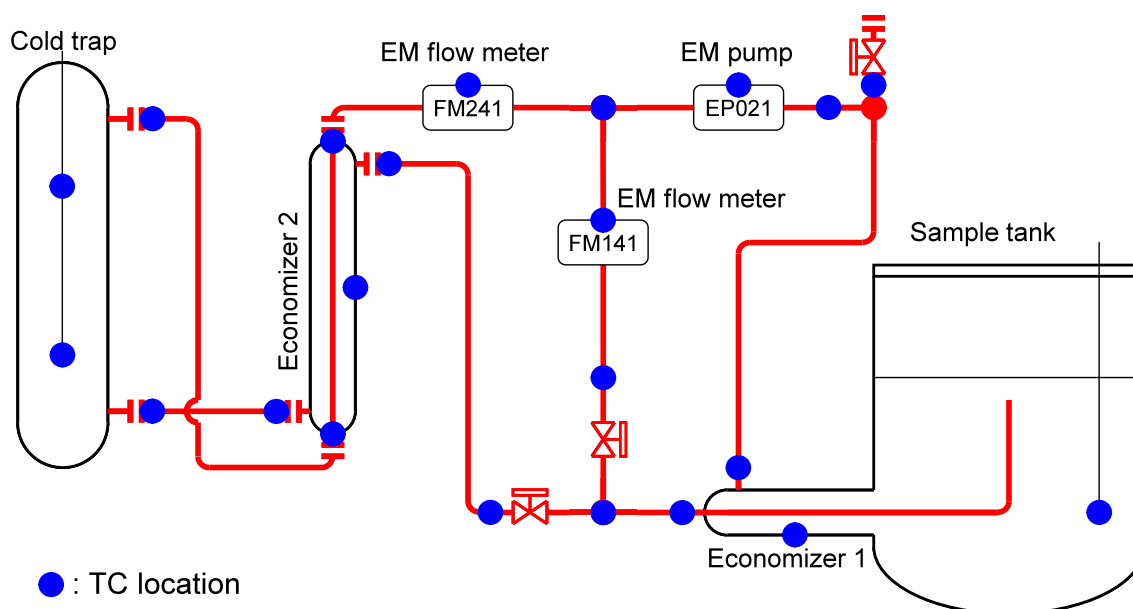 Cold trap
EM flow meter
EM pump
FM241
EP021
EM flow meter
FM141
Sample tank
Economizer 2
Economizer 1
: TC location